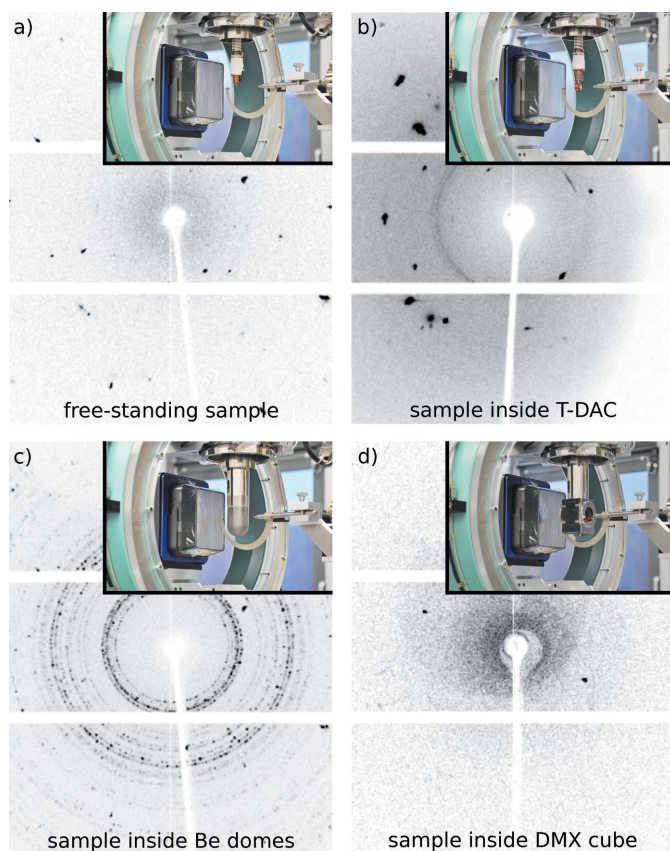 a)
free-standing sample
b)
sample inside T-DAC
c)
sample inside Be domes
d)
sample inside DMX cube